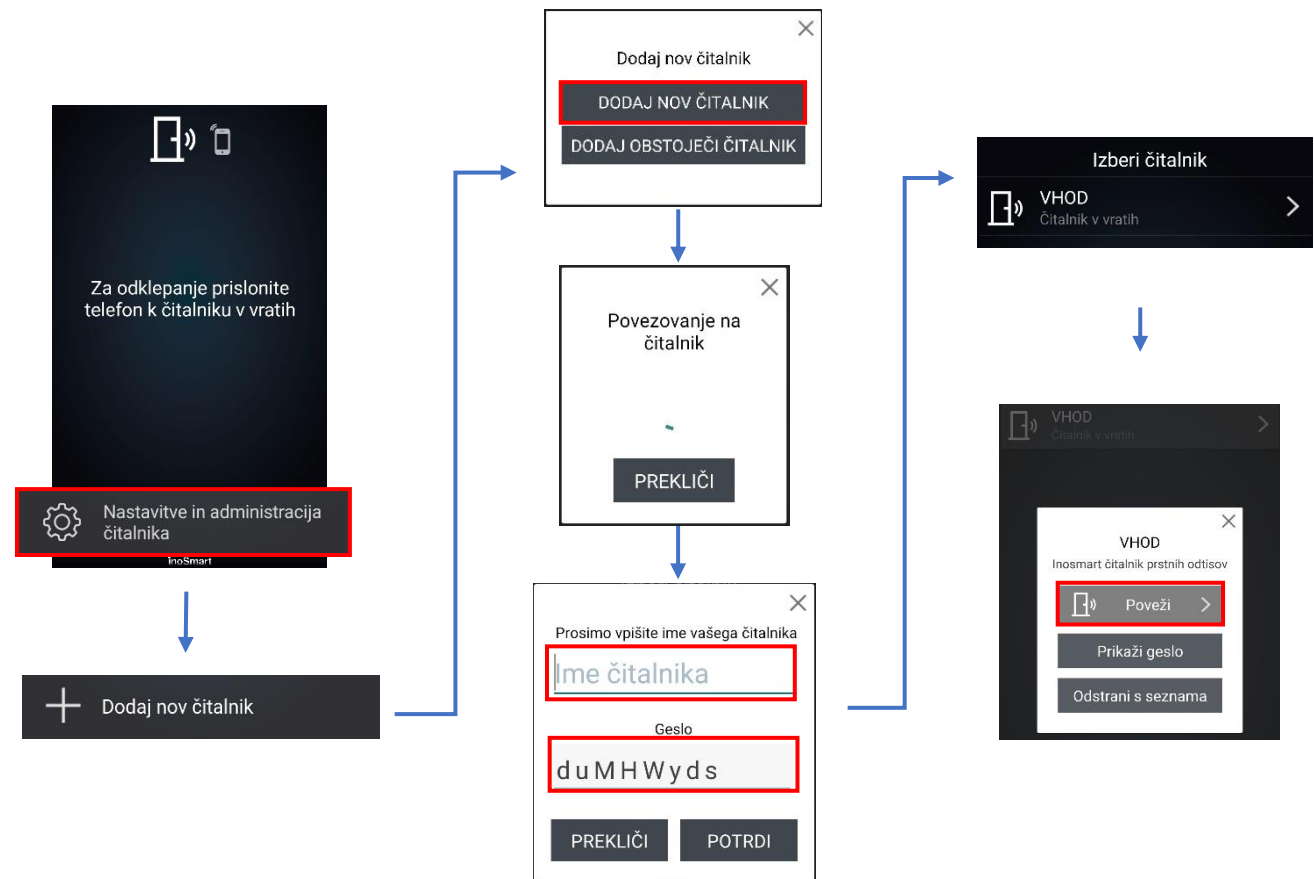 Za odklepanje prislonite
telefon k čitalniku v vratih
Nastavitve in administracija
čitalnika
inoSmart
Dodaj nov čitalnik
Dodaj nov čitalnik
DODAJ NOV ČITALNIK
DODAJ OBSTOJEČI ČITALNIK
Povezovanje na
čitalnik
PREKLIČI
Prosimo vpišite ime vašega čitalnika
Ime čitalnika
Geslo
duMHWyds
PREKLIČI
POTRDI
Izberi čitalnik
VHOD
Čitalnik v vratih
VHOD
Čitalnik v vratih
VHOD
Inosmart čitalnik prstnih odtisov
Poveži
Prikaži geslo
Odstrani s seznama